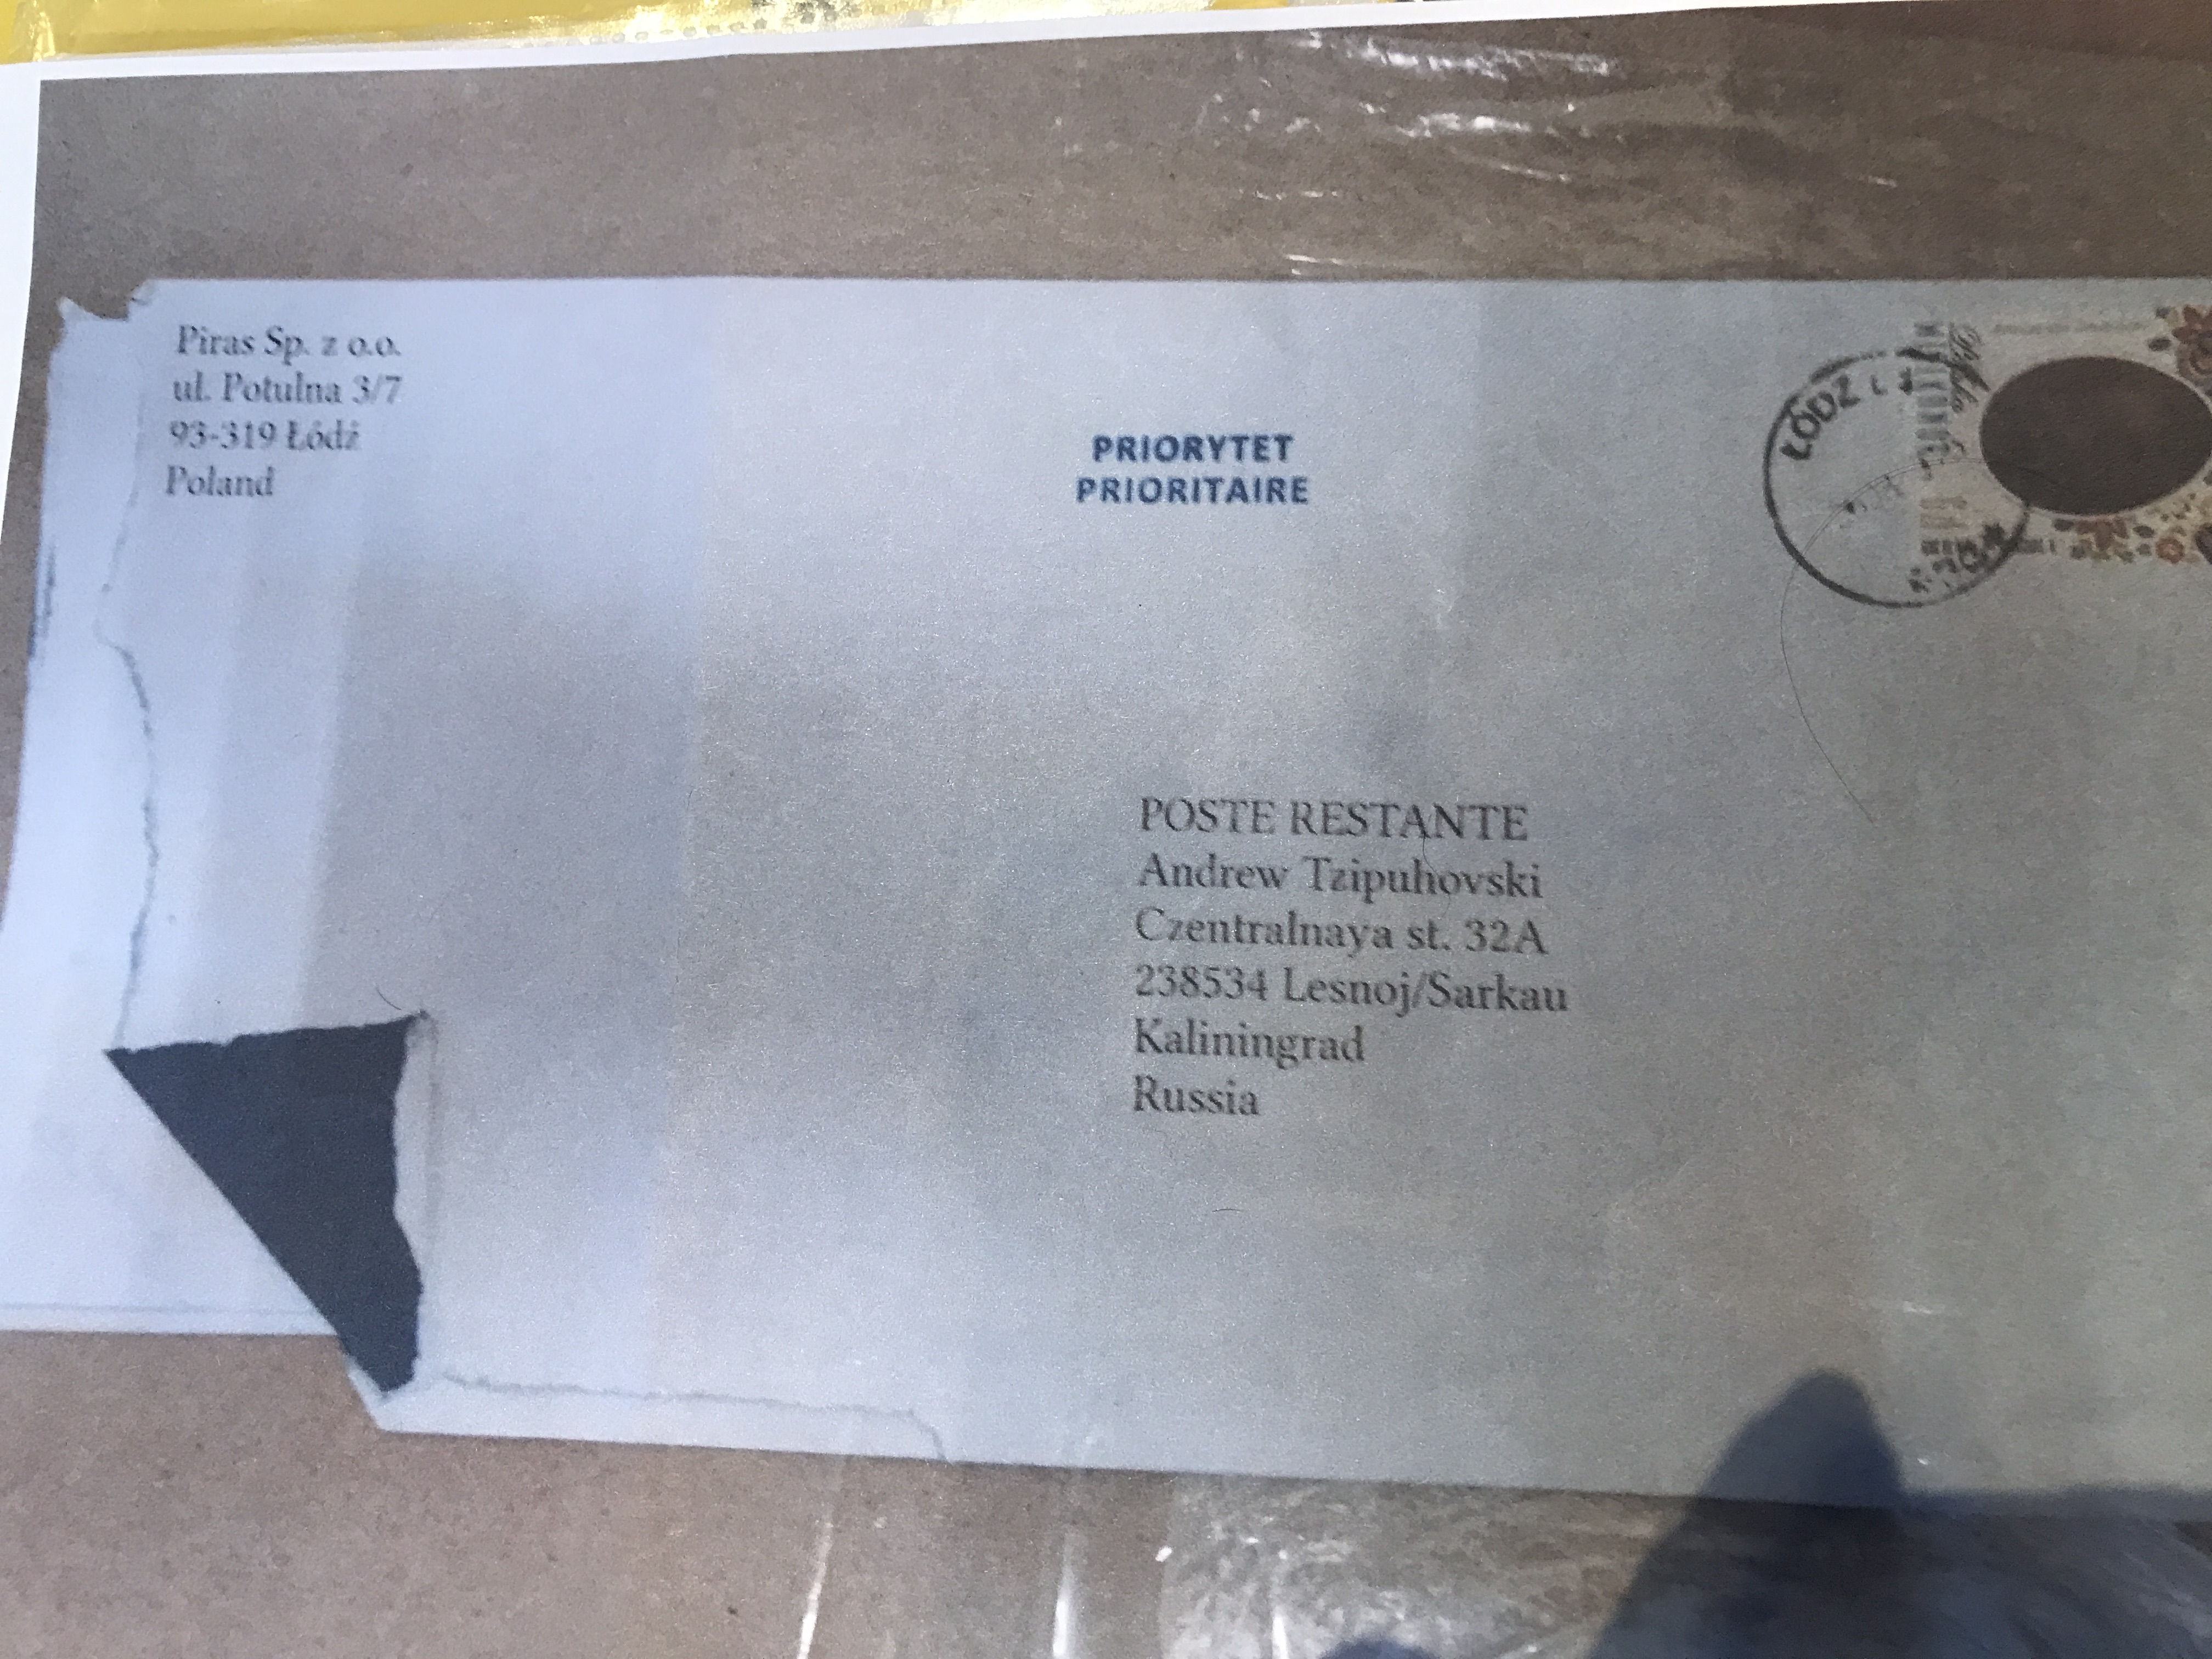 Piras Sp. z o.o.
ul. Potulna 3/7
93-319 Łódź
Poland
PRIORYTET
PRIORITAIRE
ŁÓDŹ
POSTE RESTANTE
Andrew Tzipuhovski
Czentralnaya st. 32A
238534 Lesnoj/Sarkau
Kaliningrad
Russia